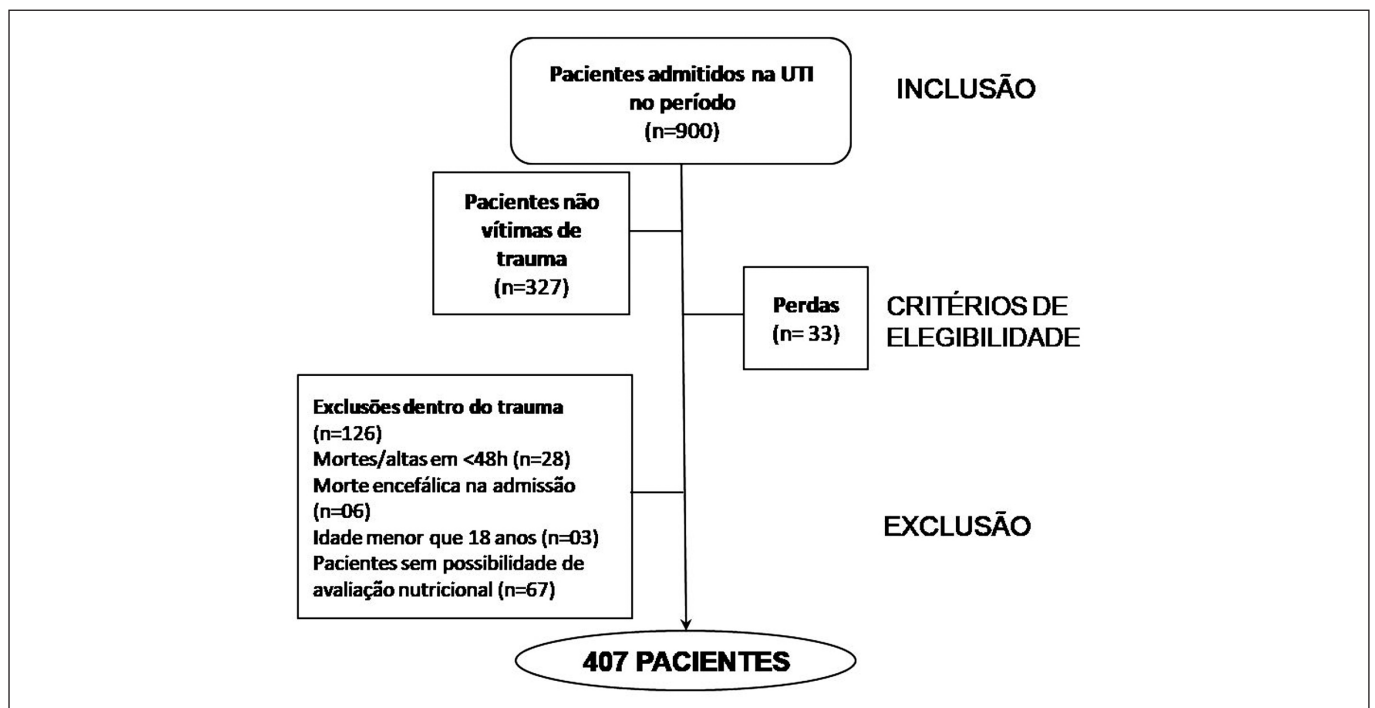 Pacientes admitidos na UTI
no período
(n=900)
INCLUSÃO
Pacientes não
vítimas de
trauma
(n=327)
Perdas
(n= 33)
CRITÉRIOS DE
ELEGIBILIDADE
Exclusões dentro do trauma
(n=126)
Mortes/altas em <48h (n=28)
Morte encefálica na admissão
(n=06)
Idade menor que 18 anos (n=03)
Pacientes sem possibilidade de
avaliação nutricional (n=67)
EXCLUSÃO
407 PACIENTES